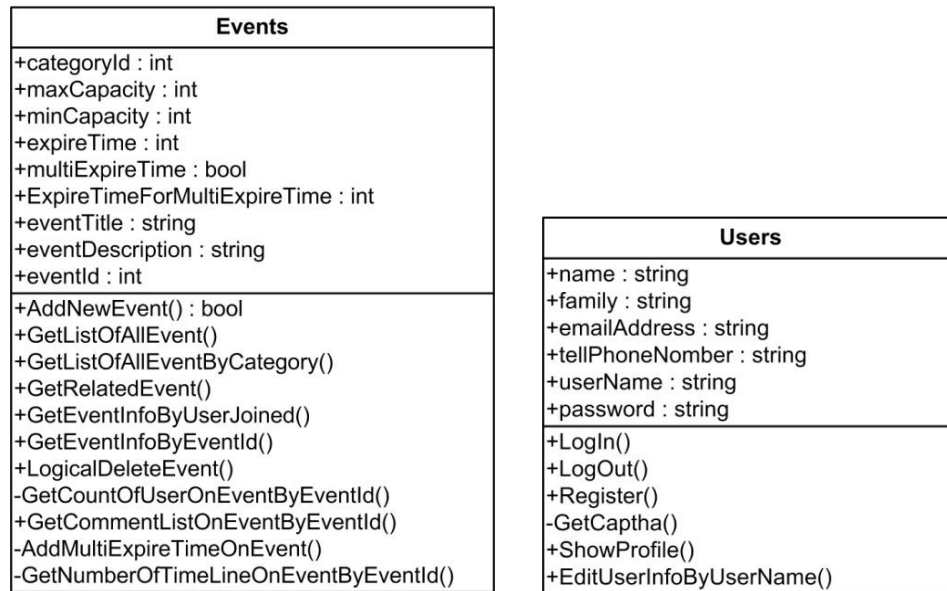 Events
+categoryId : int
+maxCapacity : int
+minCapacity : int
+expireTime : int
+multiExpireTime : bool
+ExpireTimeForMultiExpireTime : int
+eventTitle : string
+eventDescription : string
+eventId : int
+AddNewEvent() : bool
+GetListOfAllEvent()
+GetListOfAllEventByCategory()
+GetRelatedEvent()
+GetEventInfoByUserJoined()
+GetEventInfoByEventId()
+LogicalDeleteEvent()
-GetCountOfUserOnEventByEventId()
+GetCommentListOnEventByEventId()
-AddMultiExpireTimeOnEvent()
-GetNumberOfTimeLineOnEventByEventId()
Users
+name : string
+family : string
+emailAddress : string
+tellPhoneNomber : string
+userName : string
+password : string
+LogIn()
+LogOut()
+Register()
-GetCaptha()
+ShowProfile()
+EditUserInfoByUserName()